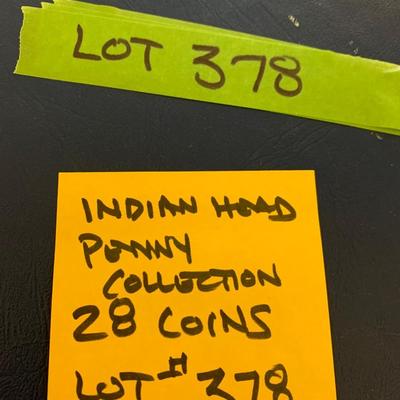 LOT 378
INDIAN HEAD
PENNY
COLLECTION
28 COINS
LOT # 378